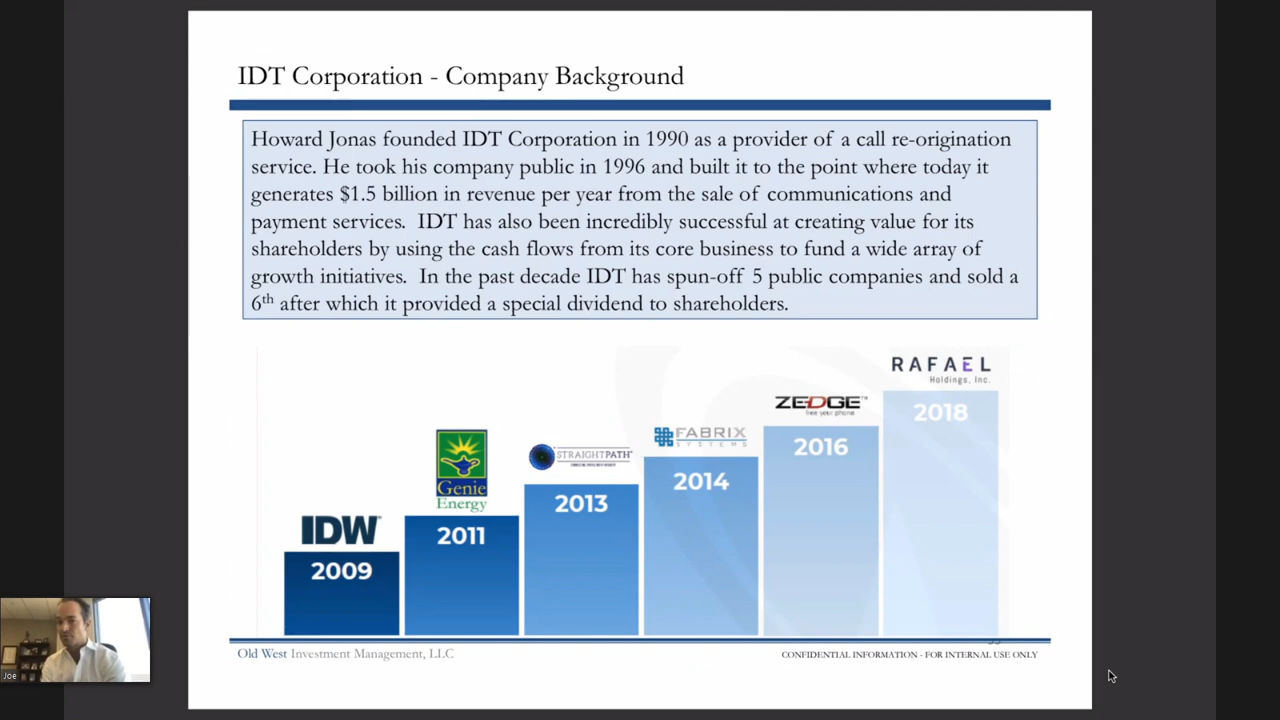 IDT Corporation - Company Background
Howard Jonas founded IDT Corporation in 1990 as a provider of a call re-origination
service. He took his company public in 1996 and built it to the point where today it
generates $1.5 billion in revenue per year from the sale of communications and
payment services. IDT has also been incredibly successful at creating value for its
shareholders by using the cash flows from its core business to fund a wide array of
growth initiatives. In the past decade IDT has spun-off 5 public companies and sold a
6th after which it provided a special dividend to shareholders.
RAFAEL
Holdings, Inc.
2018
ZEDGE™
free your phone
2016
FABRIX
SYSTEMS
2014
STRAIGHTPATH
2013
Genie
Energy
2011
IDW™
2009
Old West Investment Management, LLC
CONFIDENTIAL INFORMATION - FOR INTERNAL USE ONLY
Joe